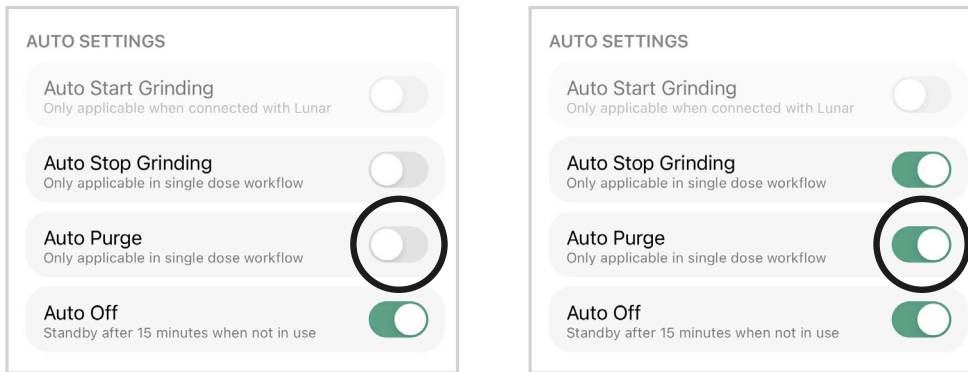 AUTO SETTINGS
Auto Start Grinding
Only applicable when connected with Lunar
Auto Stop Grinding
Only applicable in single dose workflow
Auto Purge
Only applicable in single dose workflow
Auto Off
Standby after 15 minutes when not in use
AUTO SETTINGS
Auto Start Grinding
Only applicable when connected with Lunar
Auto Stop Grinding
Only applicable in single dose workflow
Auto Purge
Only applicable in single dose workflow
Auto Off
Standby after 15 minutes when not in use